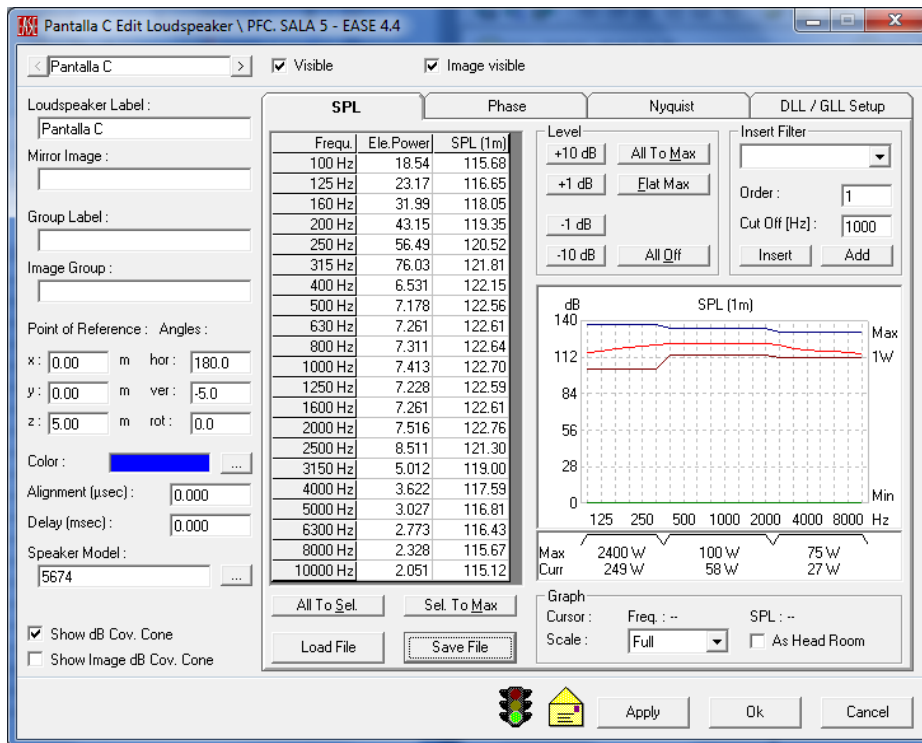 Pantalla C Edit Loudspeaker \ PFC. SALA 5 - EASE 4.4
< Pantalla C > Visible Image visible
Loudspeaker Label :
Pantalla C
Mirror Image :
Group Label :
Image Group :
Point of Reference : Angles :
x : 0.00 m hor : 180.0
y : 0.00 m ver : -5.0
z : 5.00 m rot : 0.0
Color : ...
Alignment (µsec) : 0.000
Delay (msec) : 0.000
Speaker Model :
5674 ...
Show dB Cov. Cone
Show Image dB Cov. Cone
SPL Phase Nyquist DLL / GLL Setup
Frequ. Ele.Power SPL (1m)
100 Hz 18.54 115.68
125 Hz 23.17 116.65
160 Hz 31.99 118.05
200 Hz 43.15 119.35
250 Hz 56.49 120.52
315 Hz 76.03 121.81
400 Hz 6.531 122.15
500 Hz 7.178 122.56
630 Hz 7.261 122.61
800 Hz 7.311 122.64
1000 Hz 7.413 122.70
1250 Hz 7.228 122.59
1600 Hz 7.261 122.61
2000 Hz 7.516 122.76
2500 Hz 8.511 121.30
3150 Hz 5.012 119.00
4000 Hz 3.622 117.59
5000 Hz 3.027 116.81
6300 Hz 2.773 116.43
8000 Hz 2.328 115.67
10000 Hz 2.051 115.12
All To Sel. Sel. To Max
Load File Save File
Level
+10 dB All To Max
+1 dB Flat Max
-1 dB
-10 dB All Off
Insert Filter
Order : 1
Cut Off [Hz] : 1000
Insert Add
dB SPL (1m)
140 Max
112 1W
84
56
28
0 Min
125 250 500 1000 2000 4000 8000 Hz
Max 2400 W 100 W 75 W
Curr 249 W 58 W 27 W
Graph
Cursor : Freq. : -- SPL : --
Scale : Full As Head Room
Apply Ok Cancel